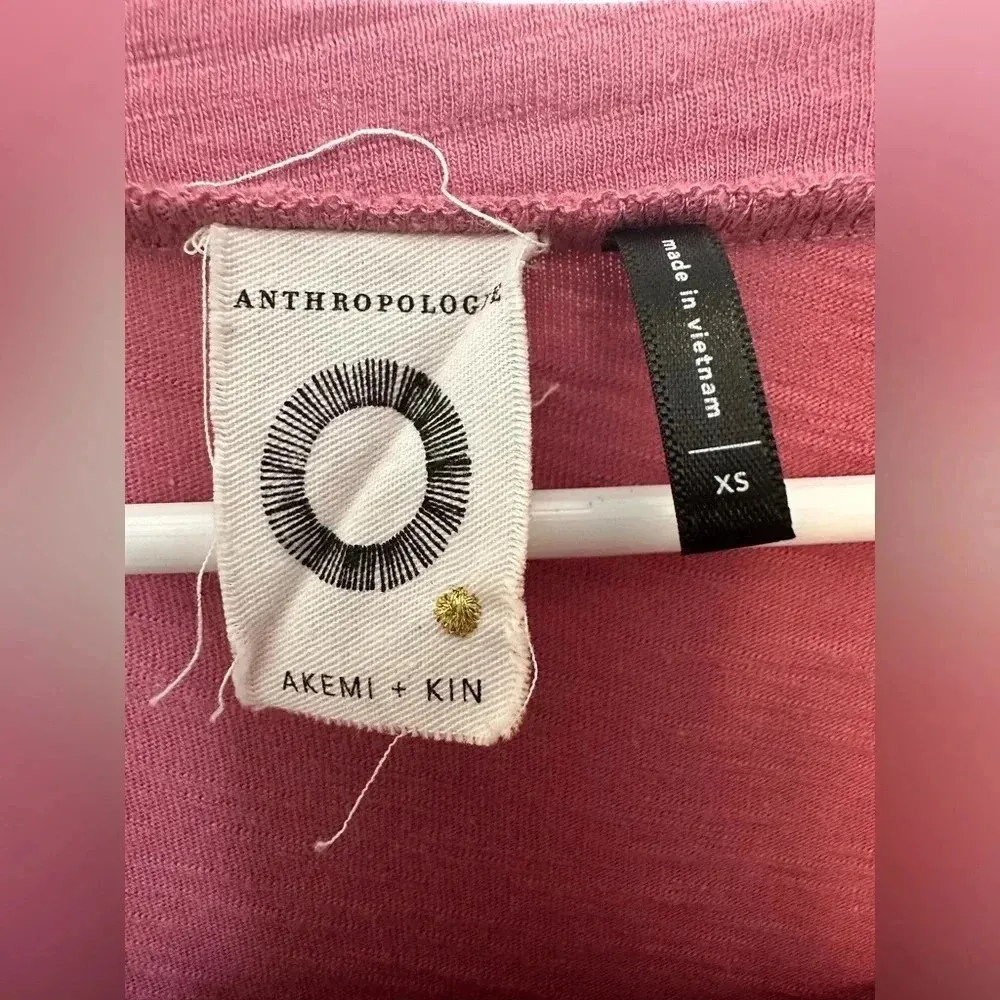 ANTHROPOLOGIE
AKEMI + KIN
made in vietnam
XS